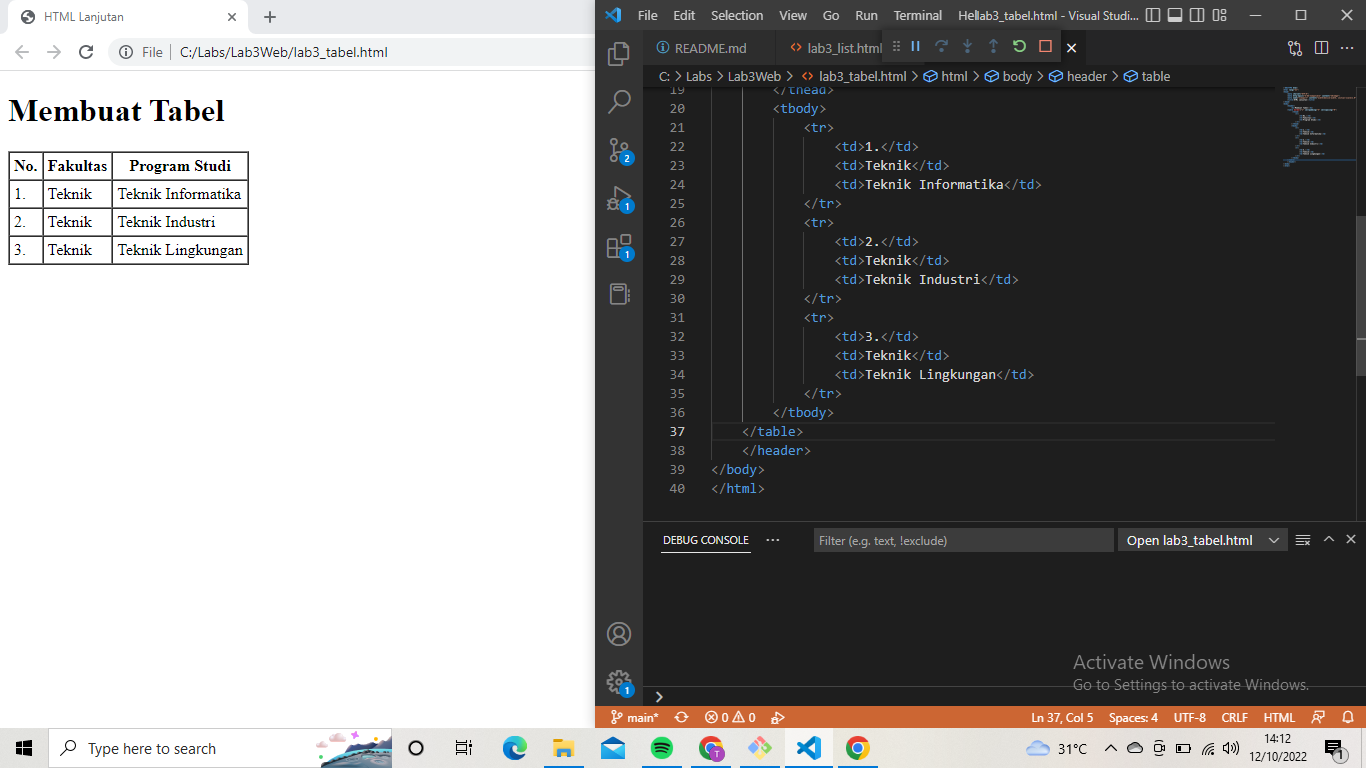 HTML Lanjutan
File | C:/Labs/Lab3Web/lab3_tabel.html
Membuat Tabel
No. Fakultas Program Studi
1. Teknik Teknik Informatika
2. Teknik Teknik Industri
3. Teknik Teknik Lingkungan
File Edit Selection View Go Run Terminal Hel lab3_tabel.html - Visual Studi...
README.md lab3_list.html
C: > Labs > Lab3Web > lab3_tabel.html > html > body > header > table
19 </thead>
20 <tbody>
21 <tr>
22 <td>1.</td>
23 <td>Teknik</td>
24 <td>Teknik Informatika</td>
25 </tr>
26 <tr>
27 <td>2.</td>
28 <td>Teknik</td>
29 <td>Teknik Industri</td>
30 </tr>
31 <tr>
32 <td>3.</td>
33 <td>Teknik</td>
34 <td>Teknik Lingkungan</td>
35 </tr>
36 </tbody>
37 </table>
38 </header>
39 </body>
40 </html>
2
1
1
1
DEBUG CONSOLE ... Filter (e.g. text, !exclude) Open lab3_tabel.html
Activate Windows
Go to Settings to activate Windows.
main* 0 0 Ln 37, Col 5 Spaces: 4 UTF-8 CRLF HTML
Type here to search
T
31°C
14:12
12/10/2022
1